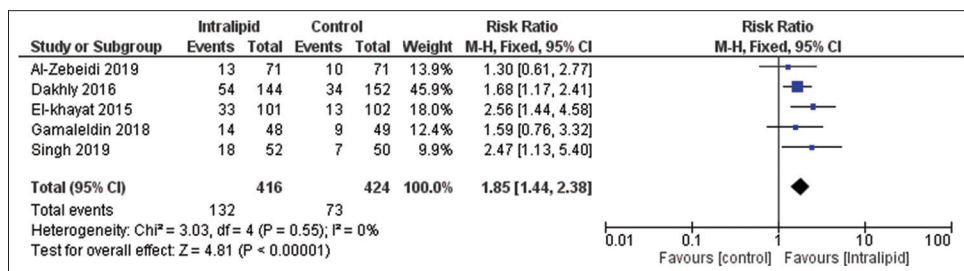 Intralipid Control Risk Ratio Risk Ratio
Study or Subgroup Events Total Events Total Weight M-H, Fixed, 95% CI M-H, Fixed, 95% CI
Al-Zebeidi 2019 13 71 10 71 13.9% 1.30 [0.61, 2.77]
Dakhly 2016 54 144 34 152 45.9% 1.68 [1.17, 2.41]
El-khayat 2015 33 101 13 102 18.0% 2.56 [1.44, 4.58]
Gamaleldin 2018 14 48 9 49 12.4% 1.59 [0.76, 3.32]
Singh 2019 18 52 7 50 9.9% 2.47 [1.13, 5.40]
Total (95% CI) 416 424 100.0% 1.85 [1.44, 2.38]
Total events 132 73
Heterogeneity: Chi² = 3.03, df = 4 (P = 0.55); I² = 0%
Test for overall effect: Z = 4.81 (P < 0.00001)
0.01 0.1 1 10 100
Favours [control] Favours [Intralipid]